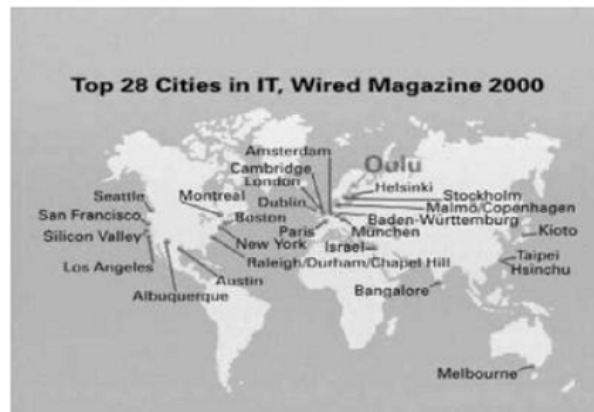 Top 28 Cities in IT, Wired Magazine 2000
Amsterdam
Cambridge
London
Oulu
Helsinki
Dublin
Stockholm
Seattle
Montreal
Malmö/Copenhagen
San Francisco
Boston
Paris
Baden-Württemburg
München
Kioto
Silicon Valley
New York
Israel
Los Angeles
Raleigh/Durham/Chapel Hill
Taipei
Hsinchu
Austin
Albuquerque
Bangalore
Melbourne